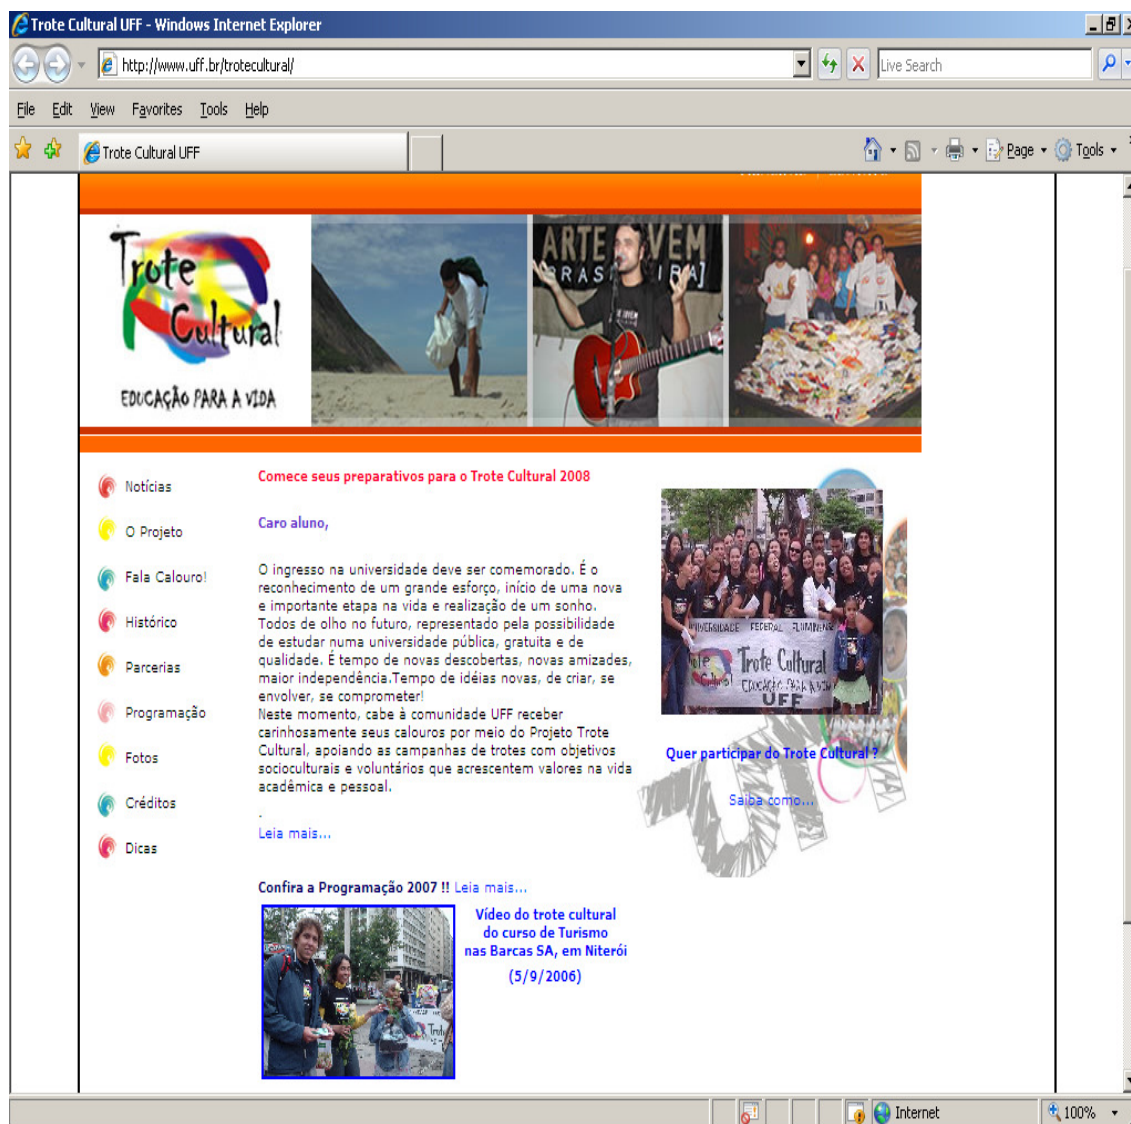 Trote Cultural UFF - Windows Internet Explorer
http://www.uff.br/trotecultural/
Live Search
File Edit View Favorites Tools Help
Trote Cultural UFF
Page Tools
Trote
Cultural
EDUCAÇÃO PARA A VIDA
ARTE JOVEM
BRASILEIRA]
Notícias
O Projeto
Fala Calouro!
Histórico
Parcerias
Programação
Fotos
Créditos
Dicas
Comece seus preparativos para o Trote Cultural 2008
Caro aluno,
O ingresso na universidade deve ser comemorado. É o
reconhecimento de um grande esforço, início de uma nova
e importante etapa na vida e realização de um sonho.
Todos de olho no futuro, representado pela possibilidade
de estudar numa universidade pública, gratuita e de
qualidade. É tempo de novas descobertas, novas amizades,
maior independência.Tempo de idéias novas, de criar, se
envolver, se comprometer!
Neste momento, cabe à comunidade UFF receber
carinhosamente seus calouros por meio do Projeto Trote
Cultural, apoiando as campanhas de trotes com objetivos
socioculturais e voluntários que acrescentem valores na vida
acadêmica e pessoal.
.
Leia mais...
UNIVERSIDADE FEDERAL FLUMINENSE
Trote Cultural
EDUCAÇÃO PARA A VIDA
UFF
Quer participar do Trote Cultural ?
Saiba como...
Confira a Programação 2007 !! Leia mais...
Vídeo do trote cultural
do curso de Turismo
nas Barcas SA, em Niterói
(5/9/2006)
Internet
100%